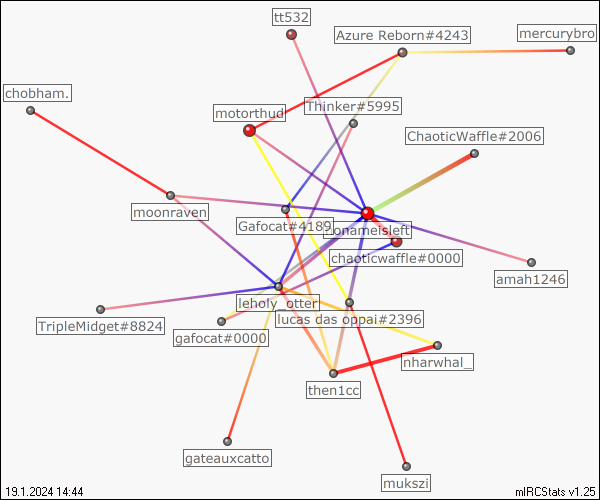 tt532
Azure Reborn#4243
mercurybro
chobham.
Thinker#5995
motorthud
ChaoticWaffle#2006
moonraven
Gafocat#4189
nonameisleft
chaoticwaffle#0000
amah1246
leholy_otter
TripleMidget#8824
lucas das oppai#2396
gafocat#0000
nharwhal_
then1cc
gateauxcatto
mukszi
19.1.2024 14:44
mIRCStats v1.25